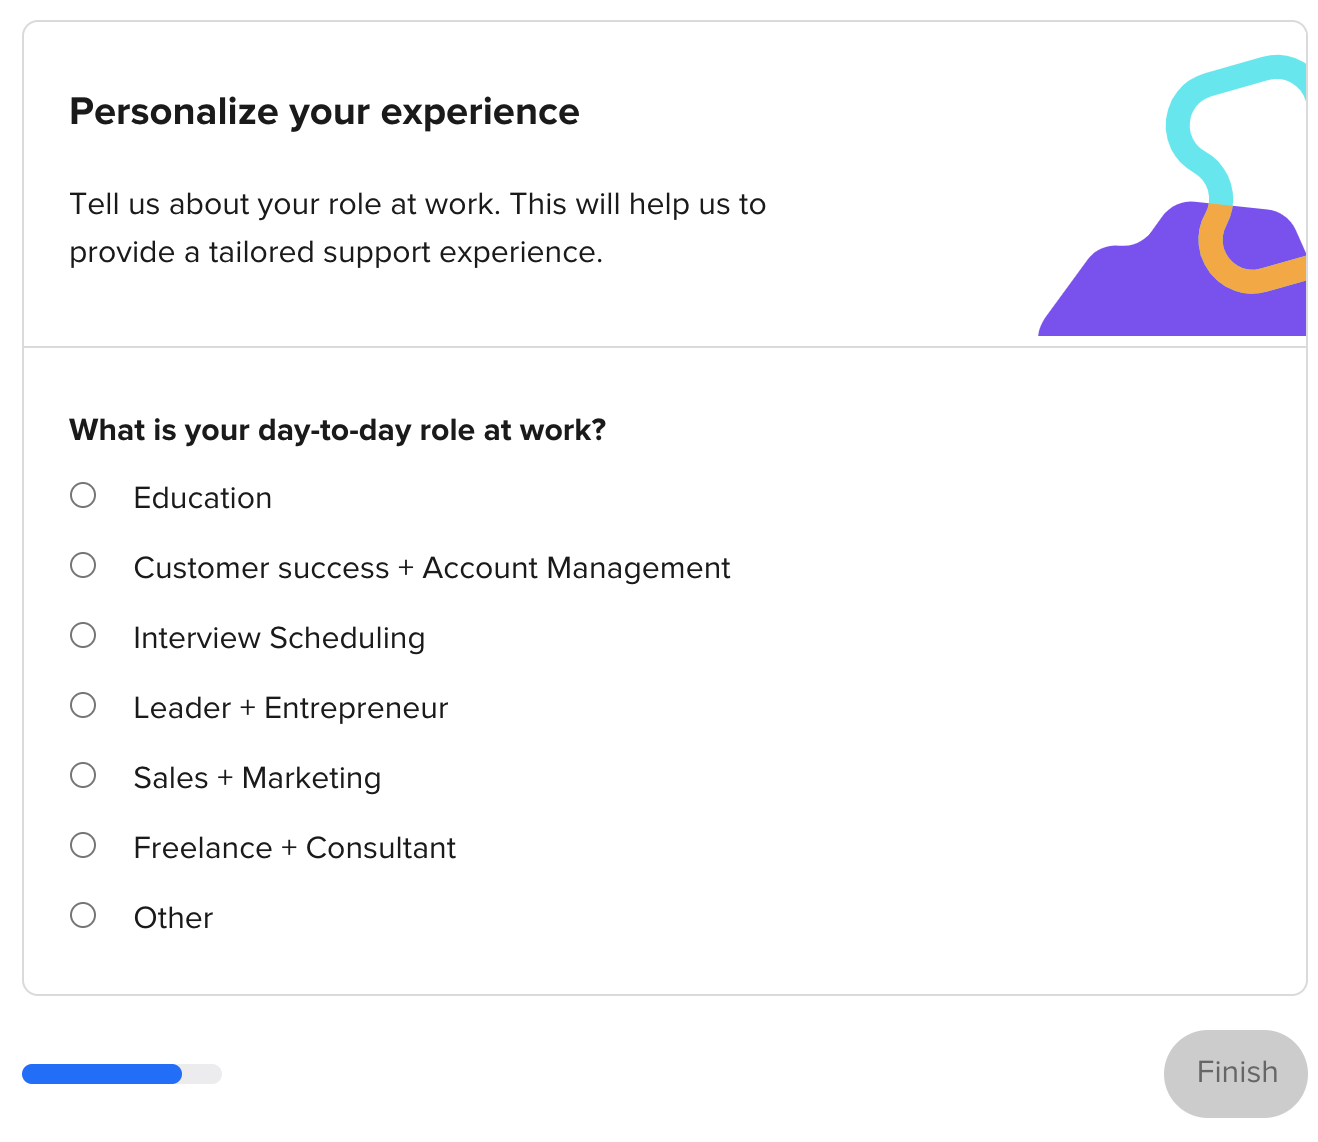 Personalize your experience
Tell us about your role at work. This will help us to
provide a tailored support experience.
What is your day-to-day role at work?
Education
Customer success + Account Management
Interview Scheduling
Leader + Entrepreneur
Sales + Marketing
Freelance + Consultant
Other
Finish